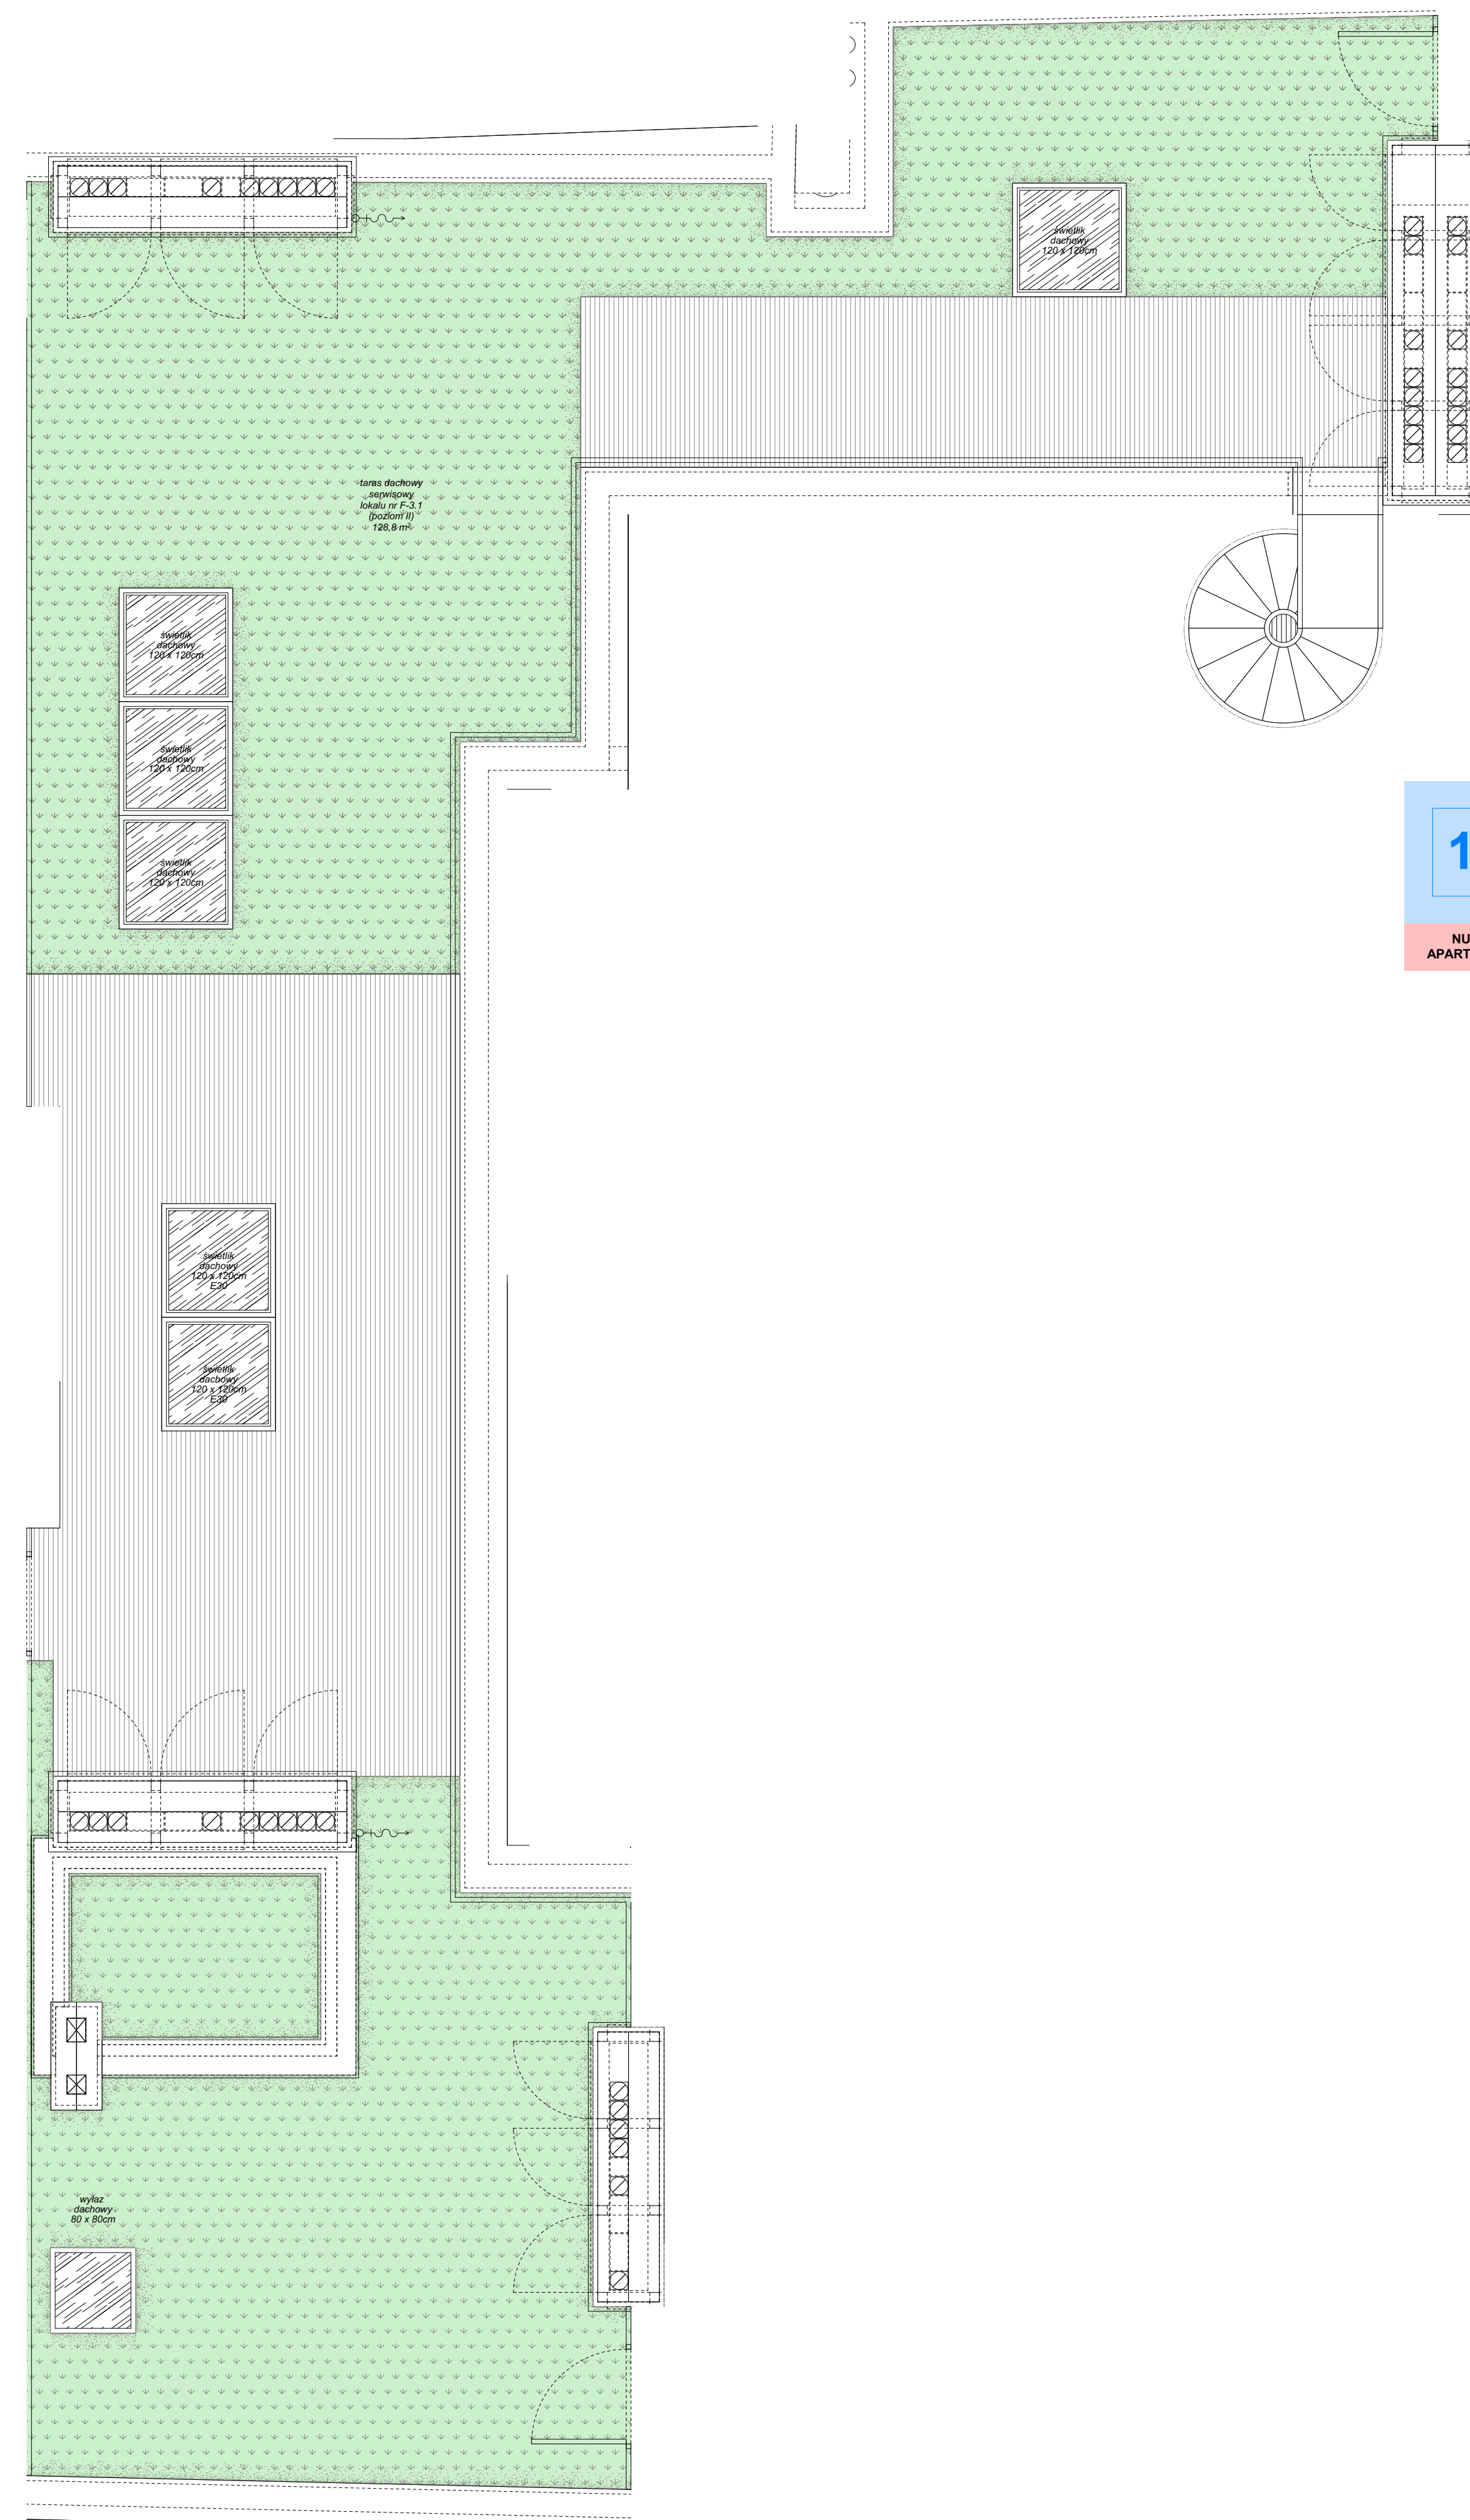 świetlik
dachowy
120 x 120cm
taras dachowy
serwisowy
lokalu nr F-3.1
(poziom II)
128,8 m²
świetlik
dachowy
120 x 120cm
świetlik
dachowy
120 x 120cm
świetlik
dachowy
120 x 120cm
1
NU
APART
świetlik
dachowy
120 x 120cm
E30
świetlik
dachowy
120 x 120cm
E30
wyłaz
dachowy
80 x 80cm